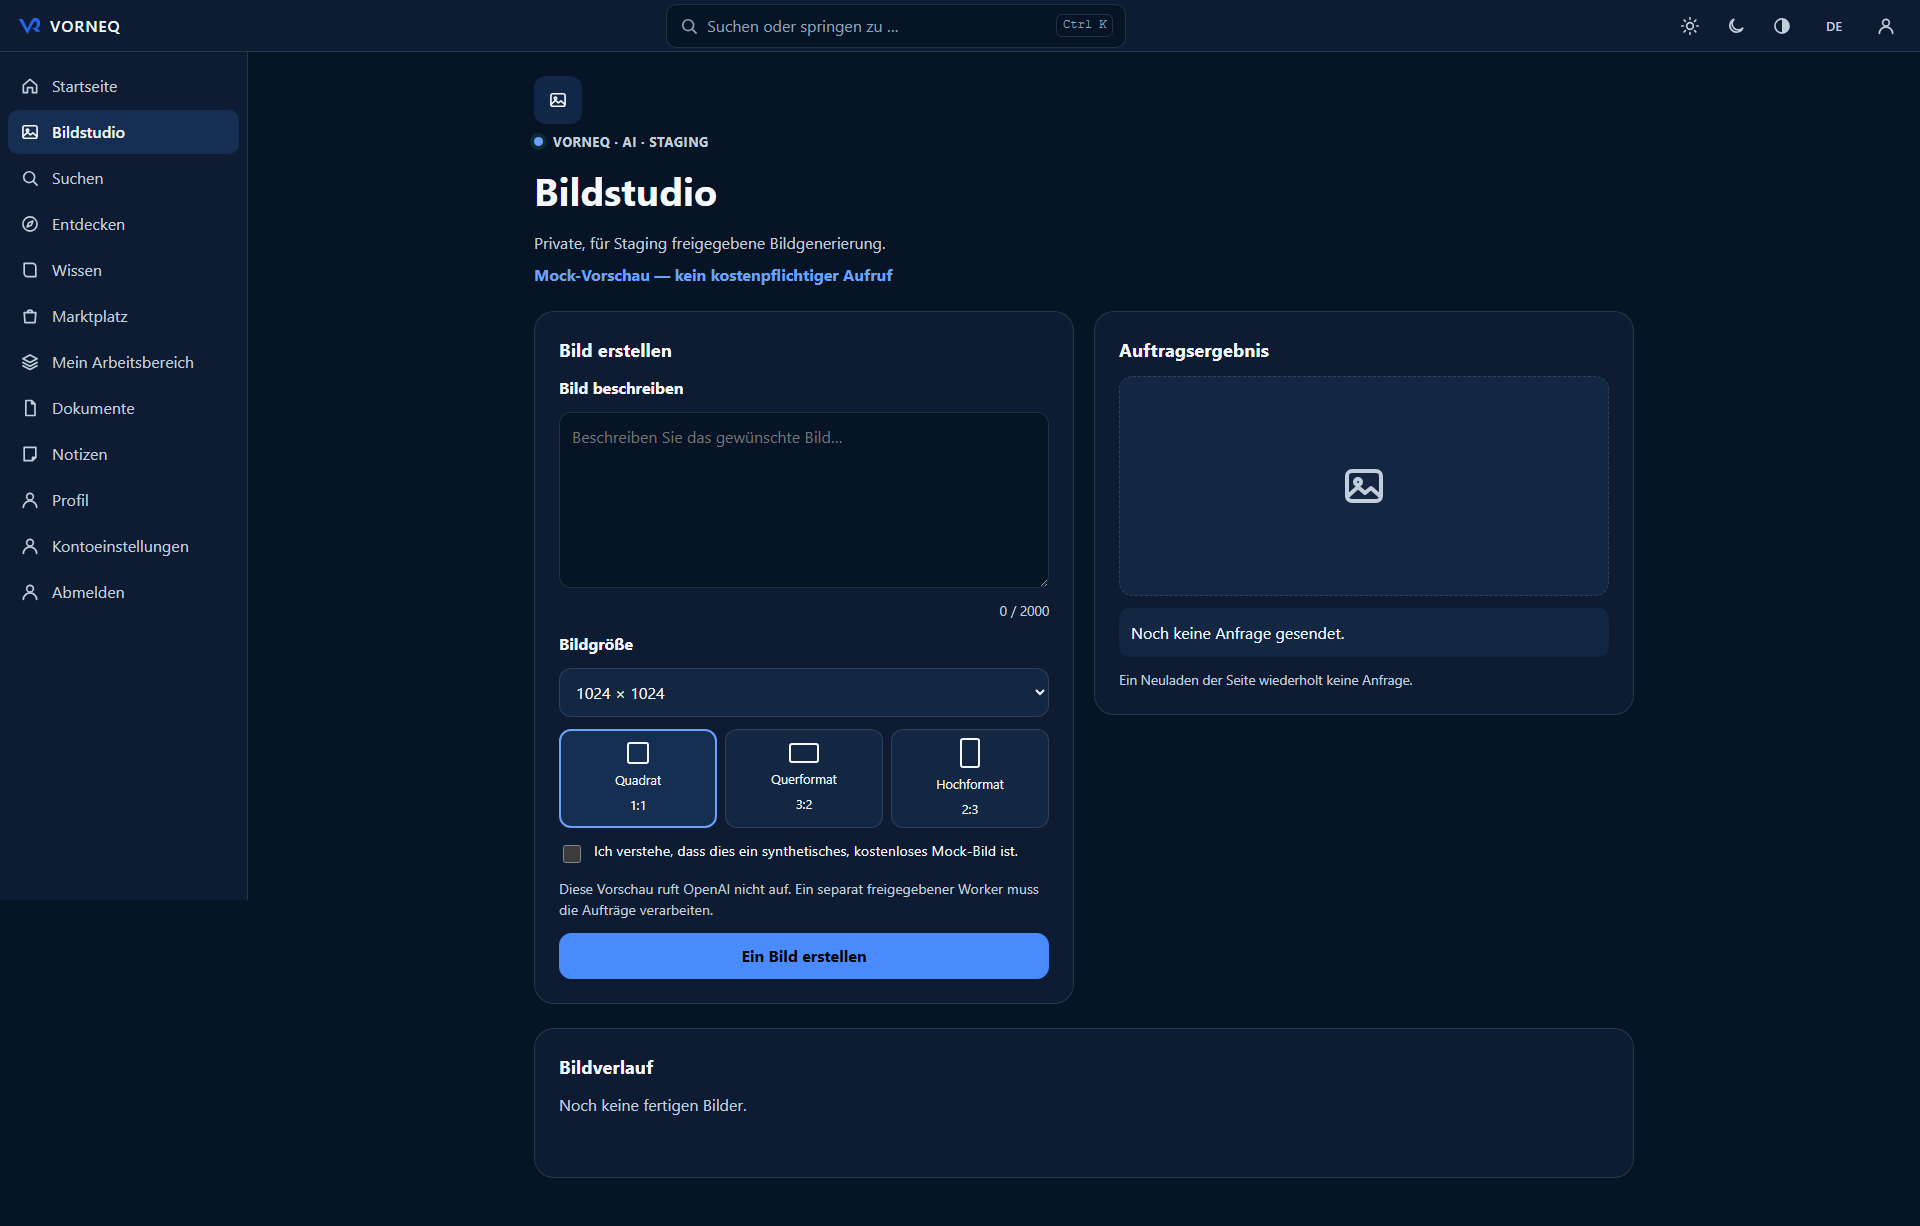 VORNEQ
Suchen oder springen zu ...
Ctrl K
DE
Startseite
Bildstudio
Suchen
Entdecken
Wissen
Marktplatz
Mein Arbeitsbereich
Dokumente
Notizen
Profil
Kontoeinstellungen
Abmelden
VORNEQ · AI · STAGING
Bildstudio
Private, für Staging freigegebene Bildgenerierung.
Mock-Vorschau — kein kostenpflichtiger Aufruf
Bild erstellen
Bild beschreiben
Beschreiben Sie das gewünschte Bild…
0 / 2000
Bildgröße
1024 × 1024
Quadrat
1:1
Querformat
3:2
Hochformat
2:3
Ich verstehe, dass dies ein synthetisches, kostenloses Mock-Bild ist.
Diese Vorschau ruft OpenAI nicht auf. Ein separat freigegebener Worker muss
die Aufträge verarbeiten.
Ein Bild erstellen
Auftragsergebnis
Noch keine Anfrage gesendet.
Ein Neuladen der Seite wiederholt keine Anfrage.
Bildverlauf
Noch keine fertigen Bilder.